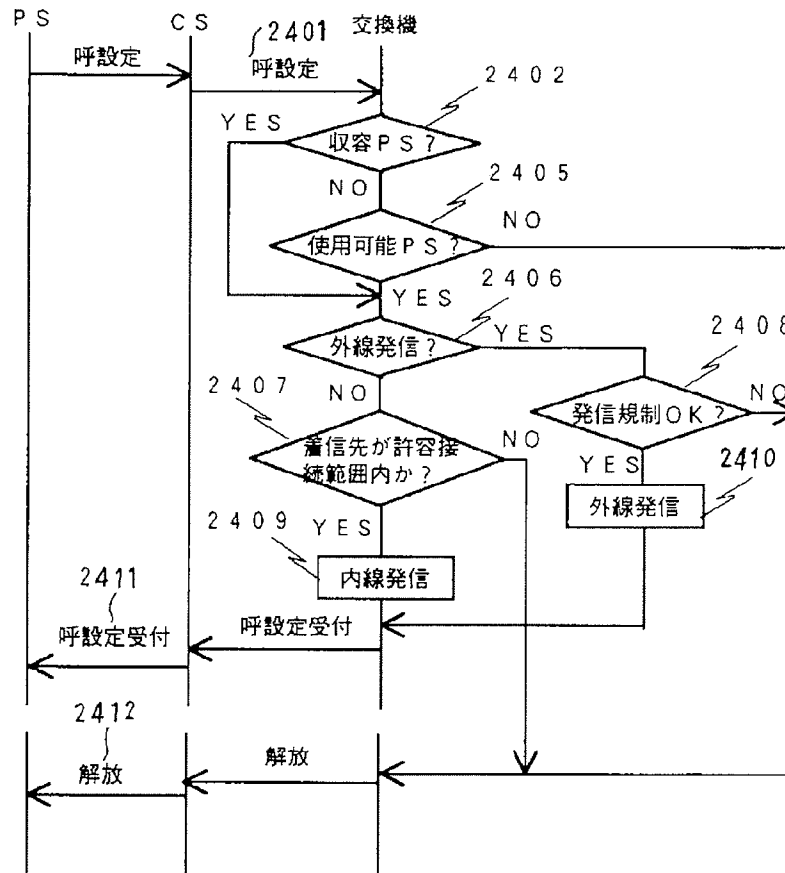 PS
CS
交換機
2401
呼設定
呼設定
2402
YES
収容PS?
NO
2405
使用可能PS?
NO
YES
2406
外線発信?
YES
2408
NO
2407
発信規制OK?
NO
着信先が許容接
続範囲内か?
NO
YES
2410
外線発信
2409
YES
内線発信
2411
呼設定受付
呼設定受付
2412
解放
解放